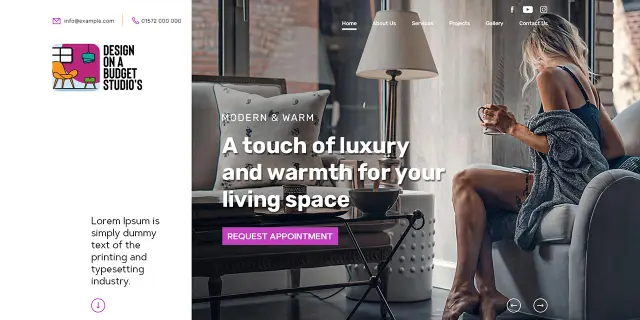 info@example.com
01572 000 000
Home
About Us
Services
Projects
Gallery
Contact Us
DESIGN
ON A
BUDGET
STUDIO'S
MODERN & WARM
A touch of luxury
and warmth for your
living space
REQUEST APPOINTMENT
Lorem Ipsum is
simply dummy
text of the
printing and
typesetting
industry.